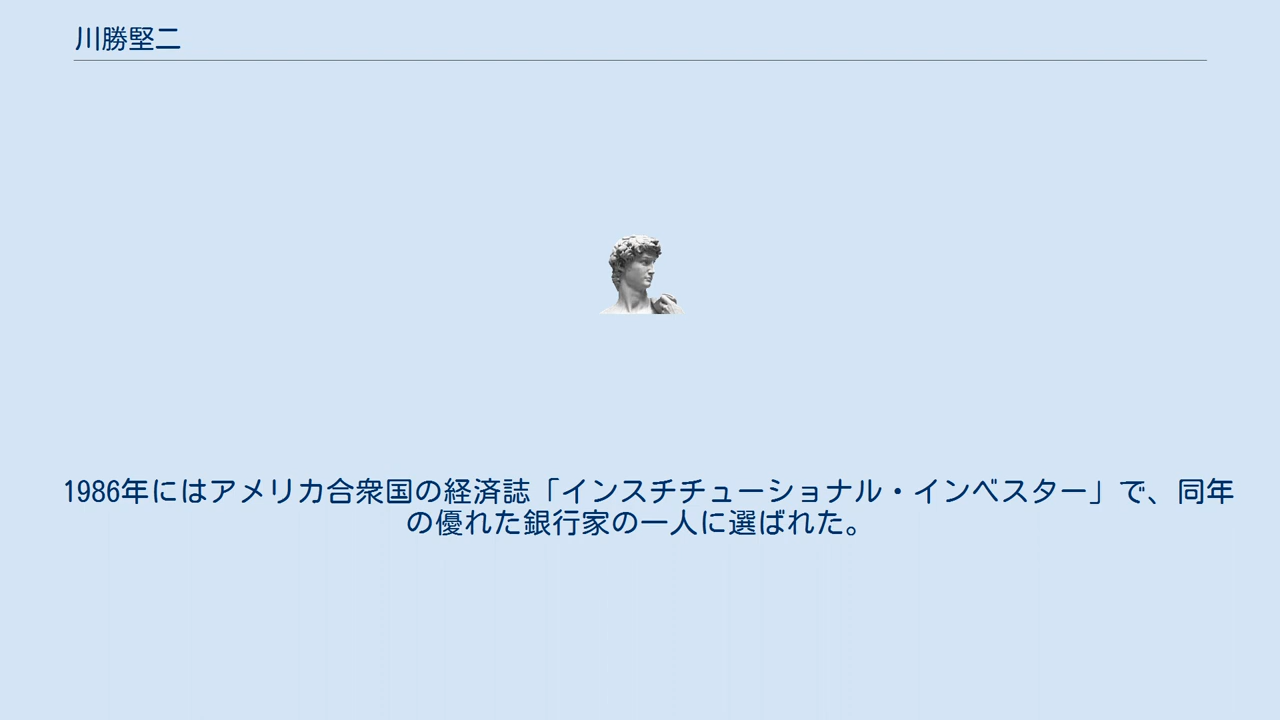 川勝堅二
1986年にはアメリカ合衆国の経済誌「インスチチューショナル・インベスター」で、同年
の優れた銀行家の一人に選ばれた。